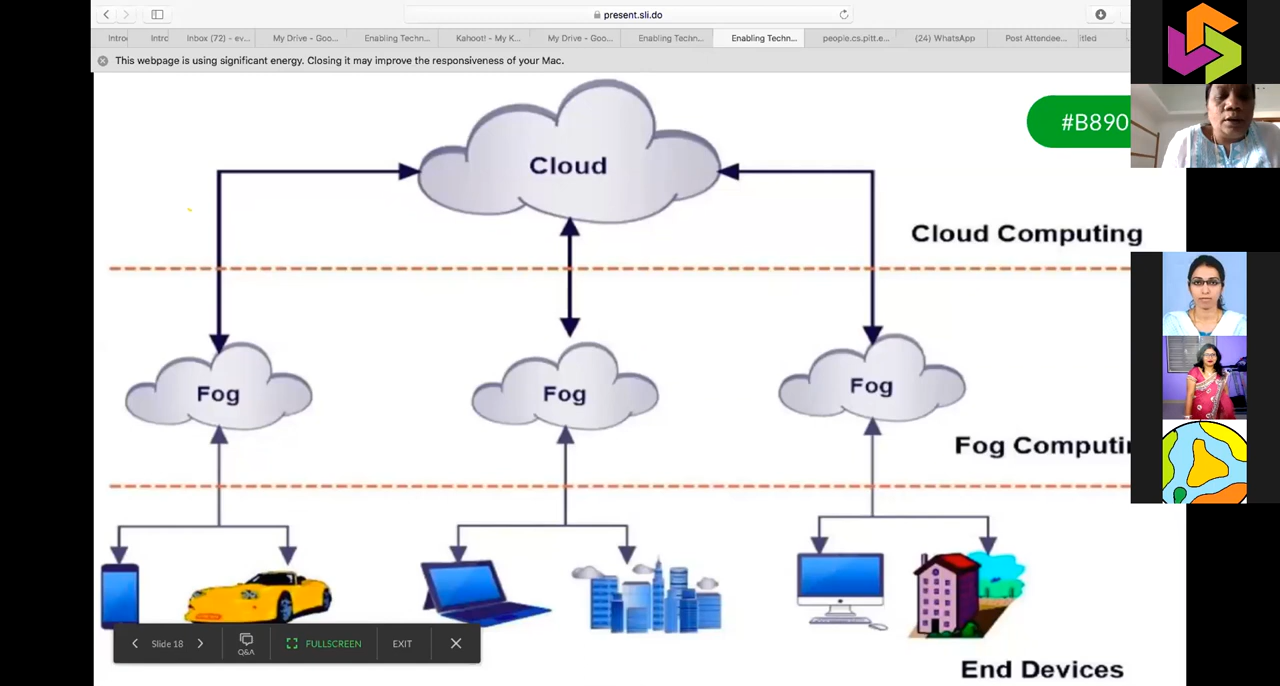 present.sli.do
Introd
Intro
Inbox (72) - ev...
My Drive - Goo...
Enabling Techn...
Kahoot! - My K...
My Drive - Goo...
Enabling Techn...
Enabling Techn...
people.cs.pitt.e...
(24) WhatsApp
Post Attendee...
itled
This webpage is using significant energy. Closing it may improve the responsiveness of your Mac.
#B890
Cloud
Cloud Computing
Fog
Fog
Fog
Fog Computin
Slide 18
Q&A
FULLSCREEN
EXIT
End Devices